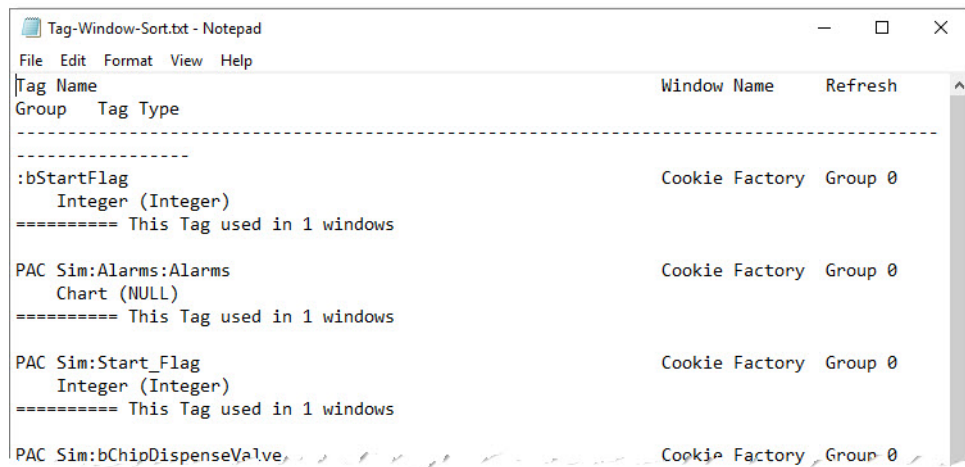 Tag-Window-Sort.txt - Notepad
File Edit Format View Help
Tag Name Window Name Refresh
Group Tag Type
-----------------------------------------------------------------------------------------
-----------------
:bStartFlag Cookie Factory Group 0
Integer (Integer)
========== This Tag used in 1 windows
PAC Sim:Alarms:Alarms Cookie Factory Group 0
Chart (NULL)
========== This Tag used in 1 windows
PAC Sim:Start_Flag Cookie Factory Group 0
Integer (Integer)
========== This Tag used in 1 windows
PAC Sim:bChipDispenseValve Cookie Factory Group 0